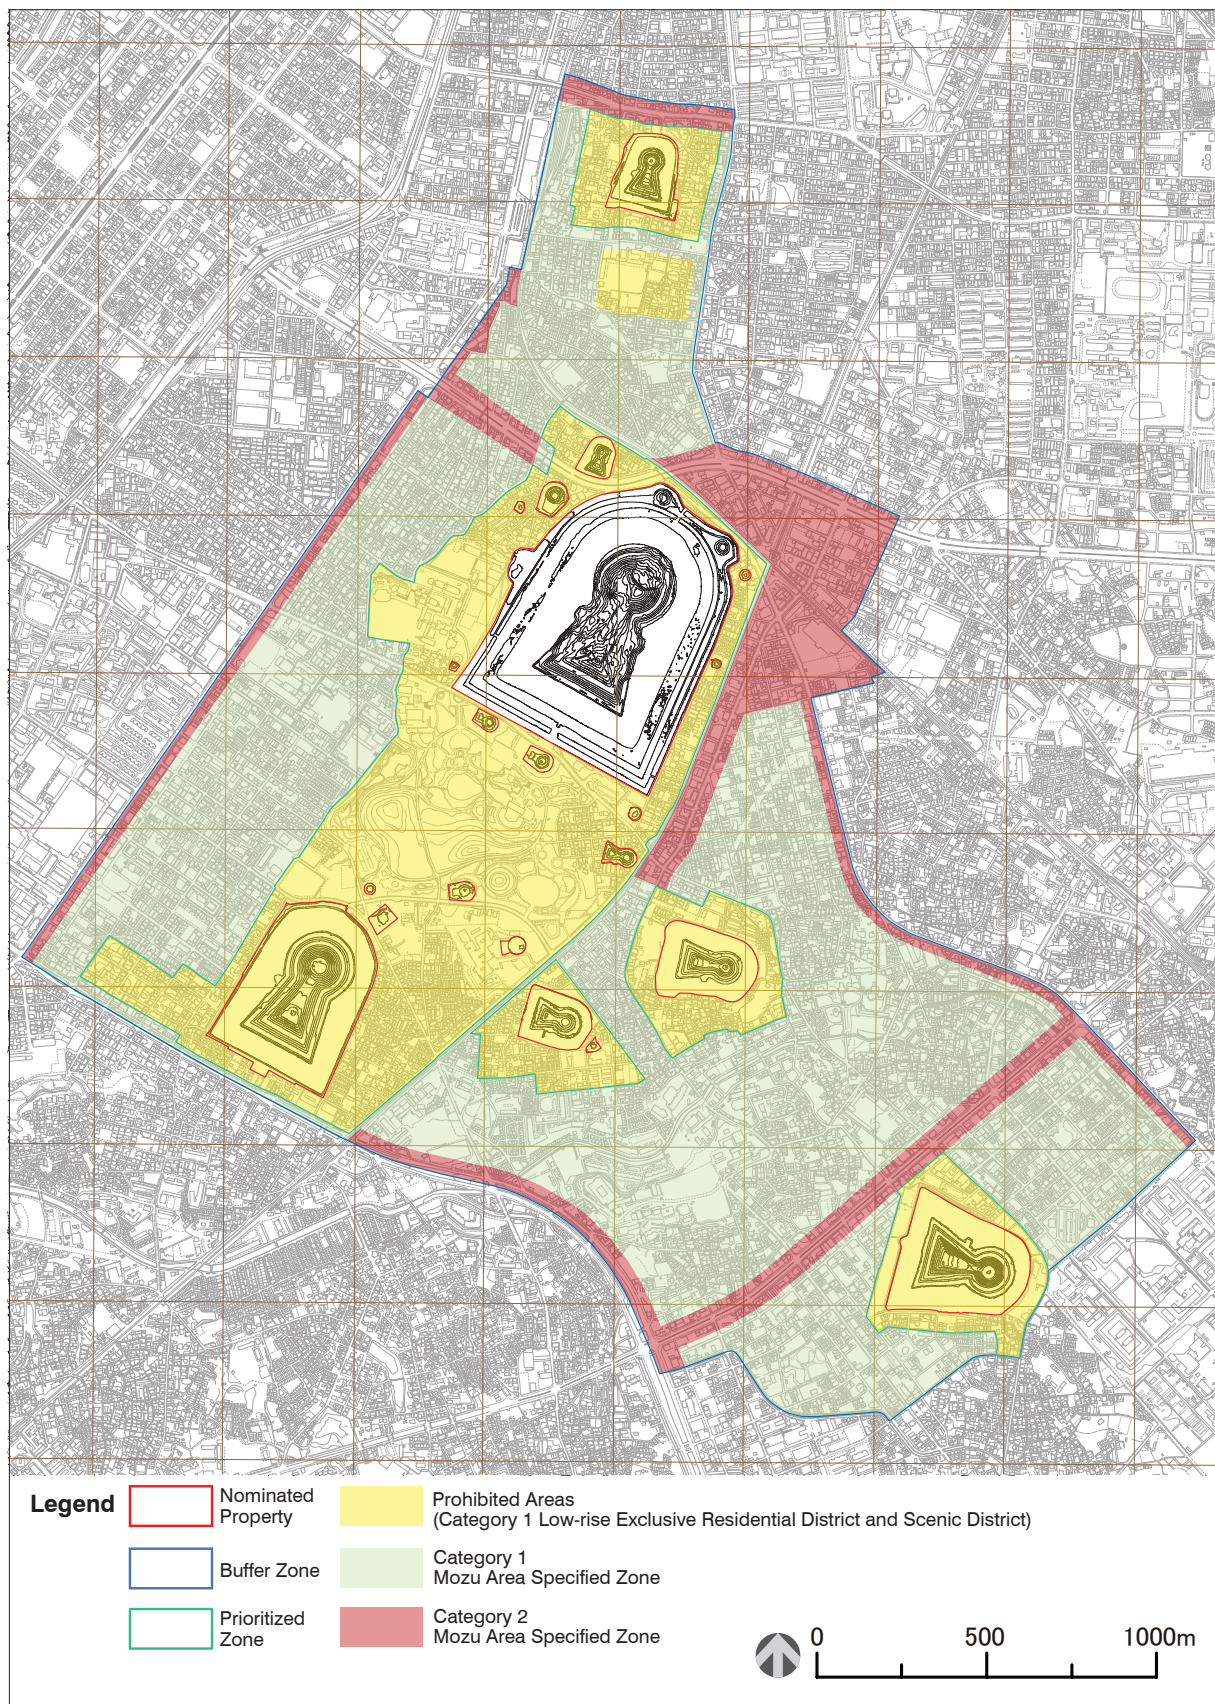 Legend
Nominated
Property
Buffer Zone
Prioritized
Zone
Prohibited Areas
(Category 1 Low-rise Exclusive Residential District and Scenic District)
Category 1
Mozu Area Specified Zone
Category 2
Mozu Area Specified Zone
0 500 1000m